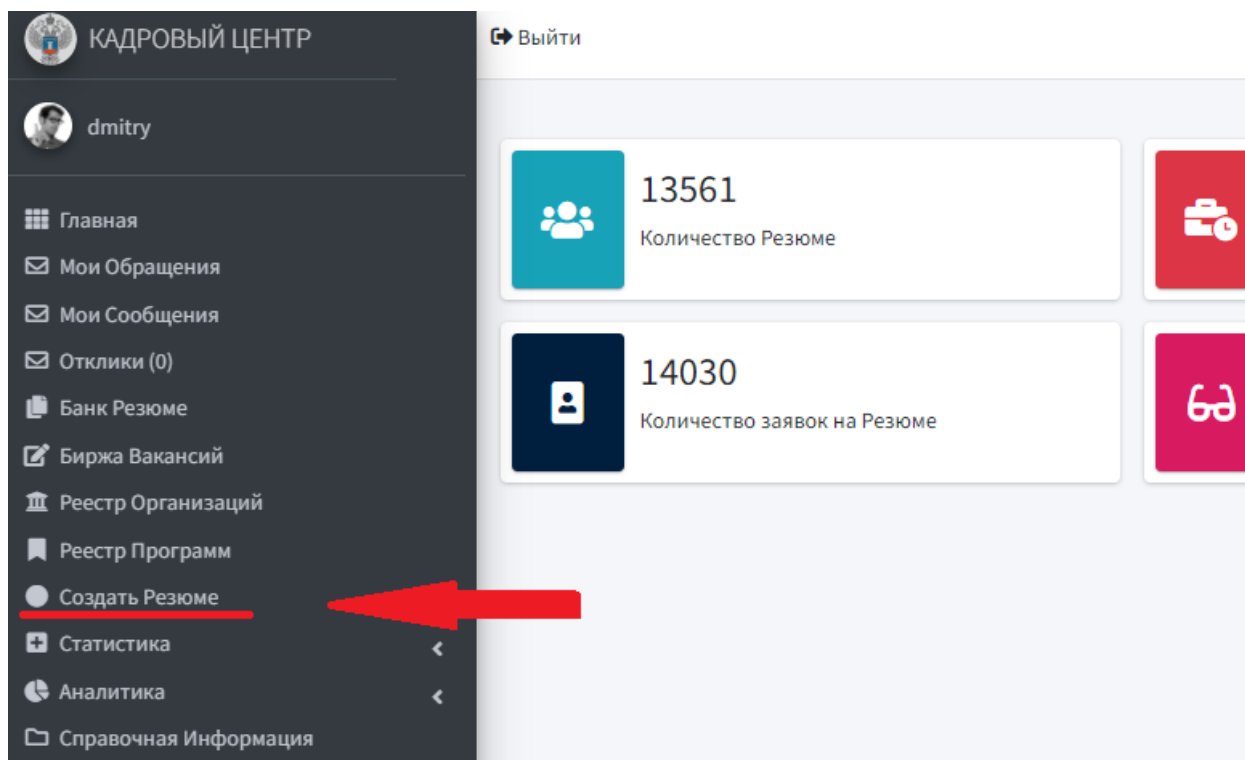 КАДРОВЫЙ ЦЕНТР
Выйти
dmitry
Главная
Мои Обращения
Мои Сообщения
Отклики (0)
Банк Резюме
Биржа Вакансий
Реестр Организаций
Реестр Программ
Создать Резюме
Статистика
Аналитика
Справочная Информация
13561
Количество Резюме
14030
Количество заявок на Резюме